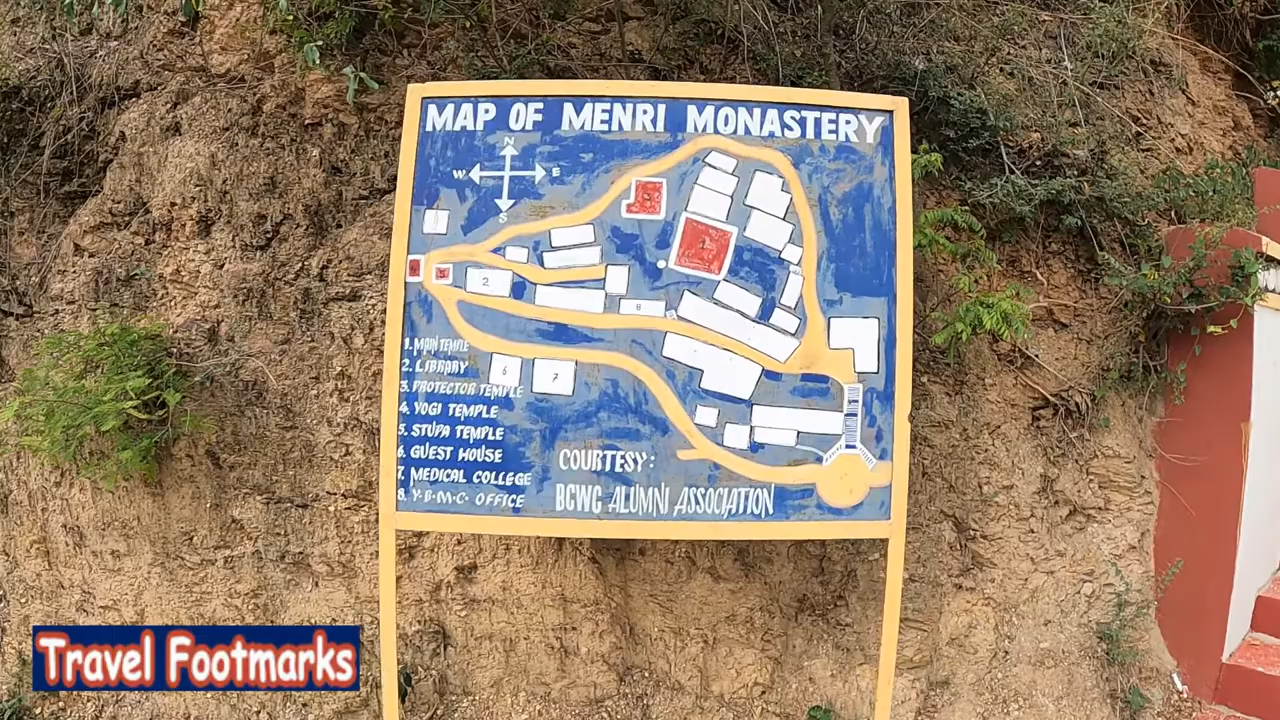 MAP OF MENRI MONASTERY
N
W E
S
2
8
6 7
1. MAIN TEMPLE
2. LIBRARY
3. PROTECTOR TEMPLE
4. YOGI TEMPLE
5. STUPA TEMPLE
6. GUEST HOUSE
7. MEDICAL COLLEGE
8. Y.B.M.C. OFFICE
COURTESY:
BCWC ALUMNI ASSOCIATION
Travel Footmarks